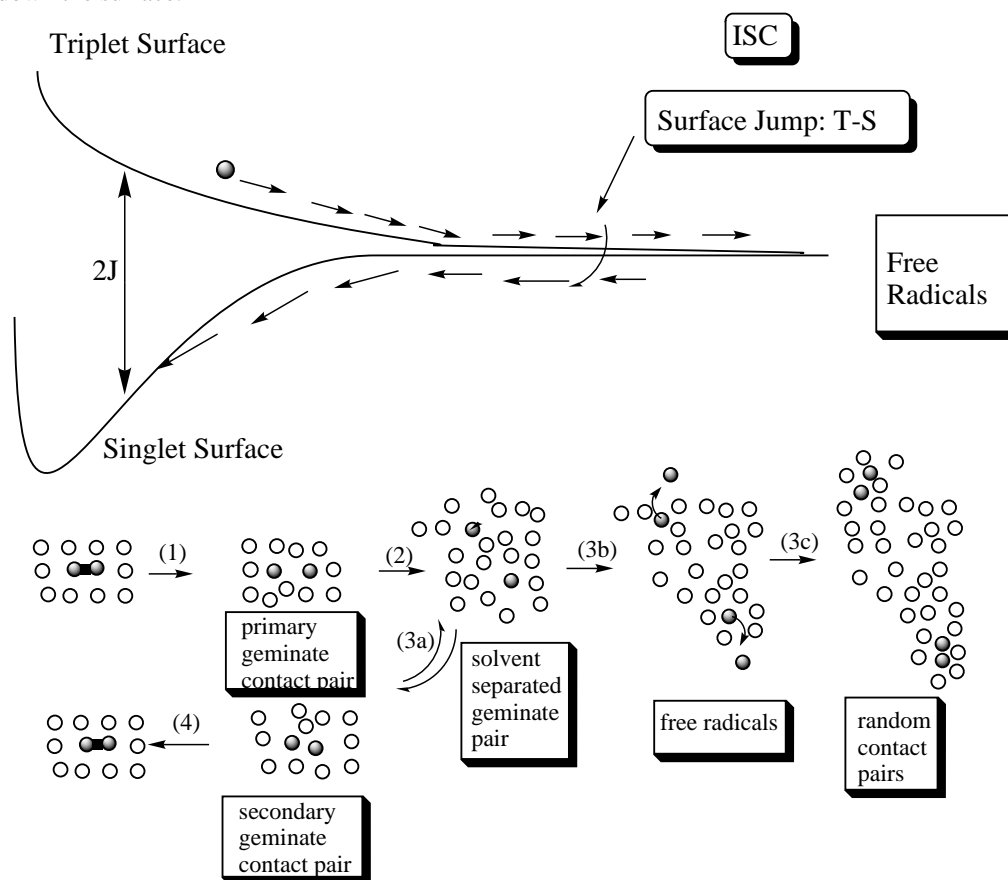 Triplet Surface
ISC
Surface Jump: T-S
2J
Free
Radicals
Singlet Surface
(1)
(2)
(3b)
(3c)
primary
geminate
contact pair
(3a)
solvent
separated
geminate
pair
free radicals
random
contact
pairs
(4)
secondary
geminate
contact pair